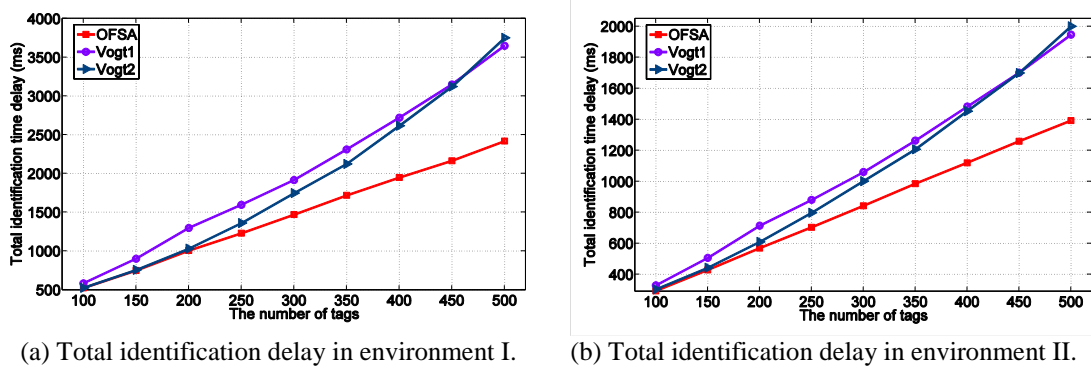 4000
3500
3000
2500
2000
1500
1000
500
Total identification time delay (ms)
OFSA
Vogt1
Vogt2
100 150 200 250 300 350 400 450 500
The number of tags
(a) Total identification delay in environment I.
2000
1800
1600
1400
1200
1000
800
600
400
Total identification time delay (ms)
OFSA
Vogt1
Vogt2
100 150 200 250 300 350 400 450 500
The number of tags
(b) Total identification delay in environment II.